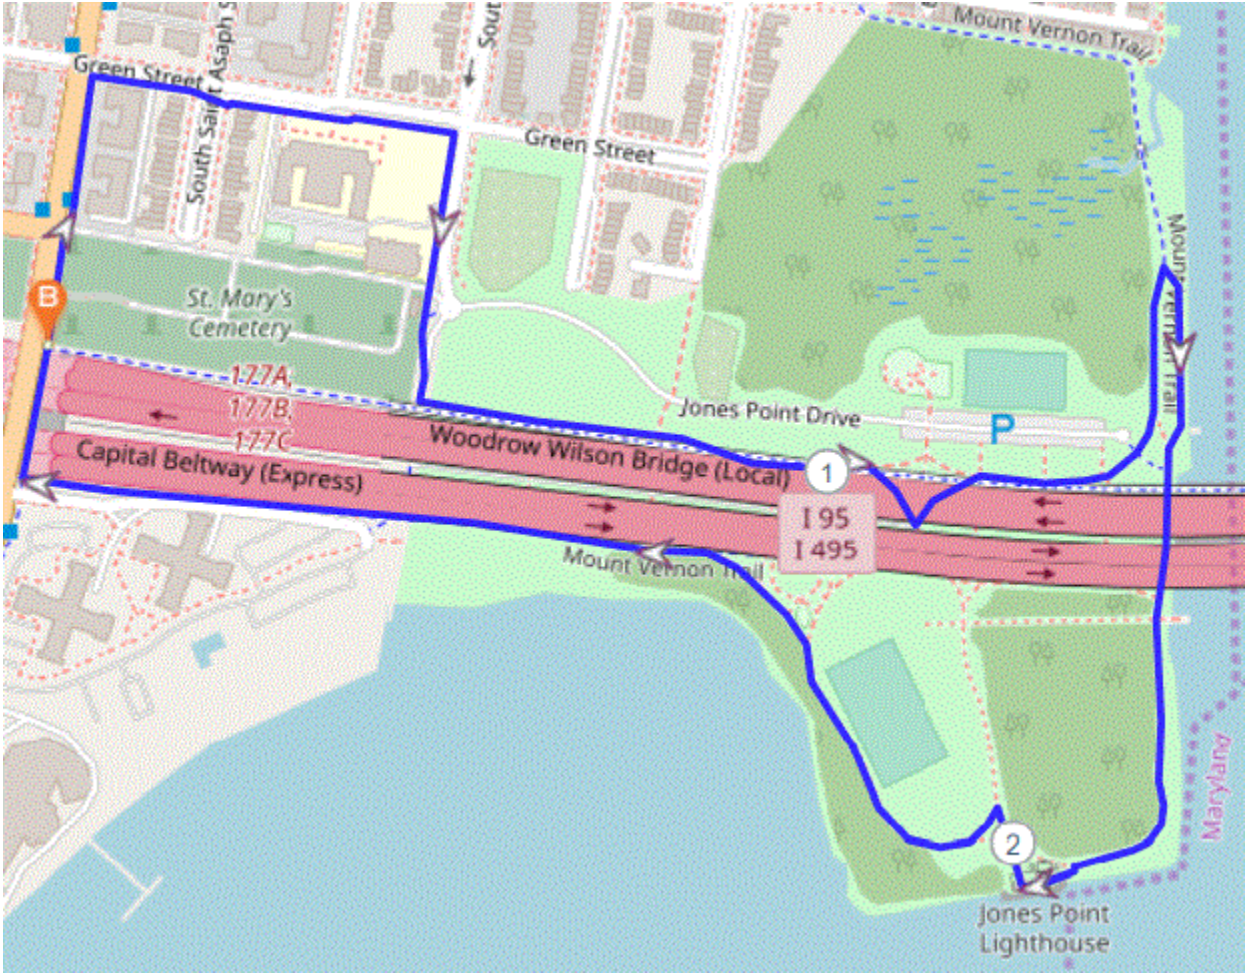 Mount Vernon Trail
Green Street
South Saint Asaph S
Sout
Green Street
Mount Vernon Trail
B
St. Mary's
Cemetery
177A,
177B,
177C
Jones Point Drive
P
Woodrow Wilson Bridge (Local)
Capital Beltway (Express)
1
I 95
I 495
Mount Vernon Trail
Maryland
2
Jones Point
Lighthouse